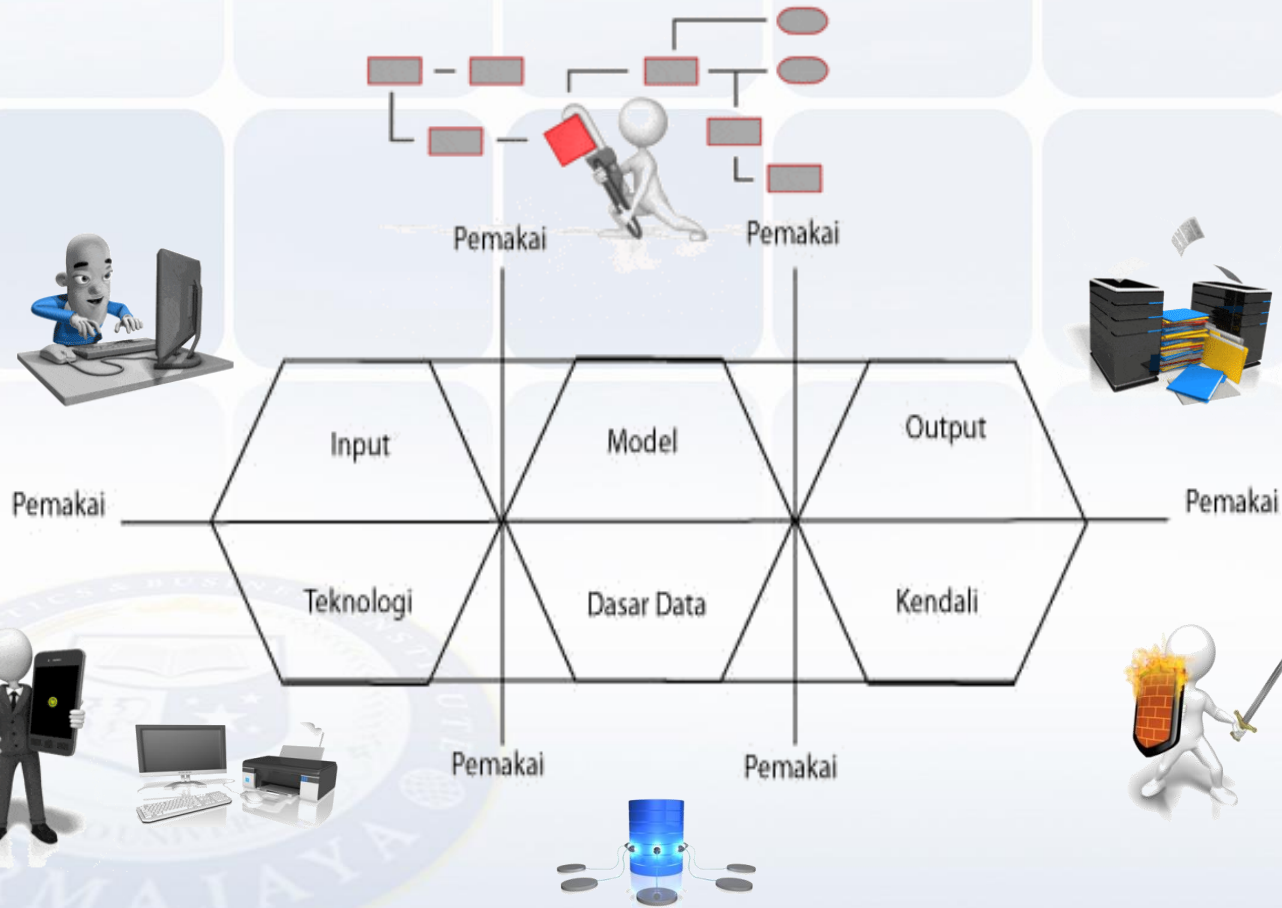 Pemakai
Pemakai
Input
Model
Output
Pemakai
Pemakai
Teknologi
Dasar Data
Kendali
Pemakai
Pemakai